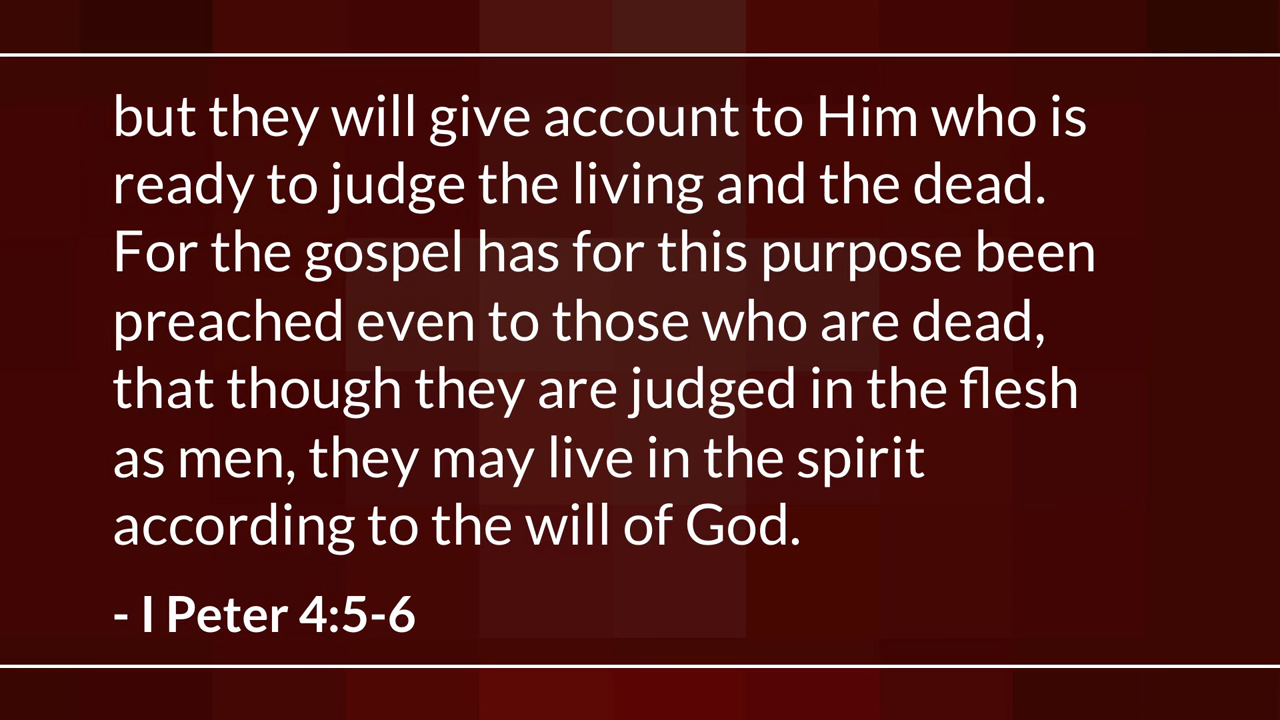 but they will give account to Him who is
ready to judge the living and the dead.
For the gospel has for this purpose been
preached even to those who are dead,
that though they are judged in the flesh
as men, they may live in the spirit
according to the will of God.
- I Peter 4:5-6